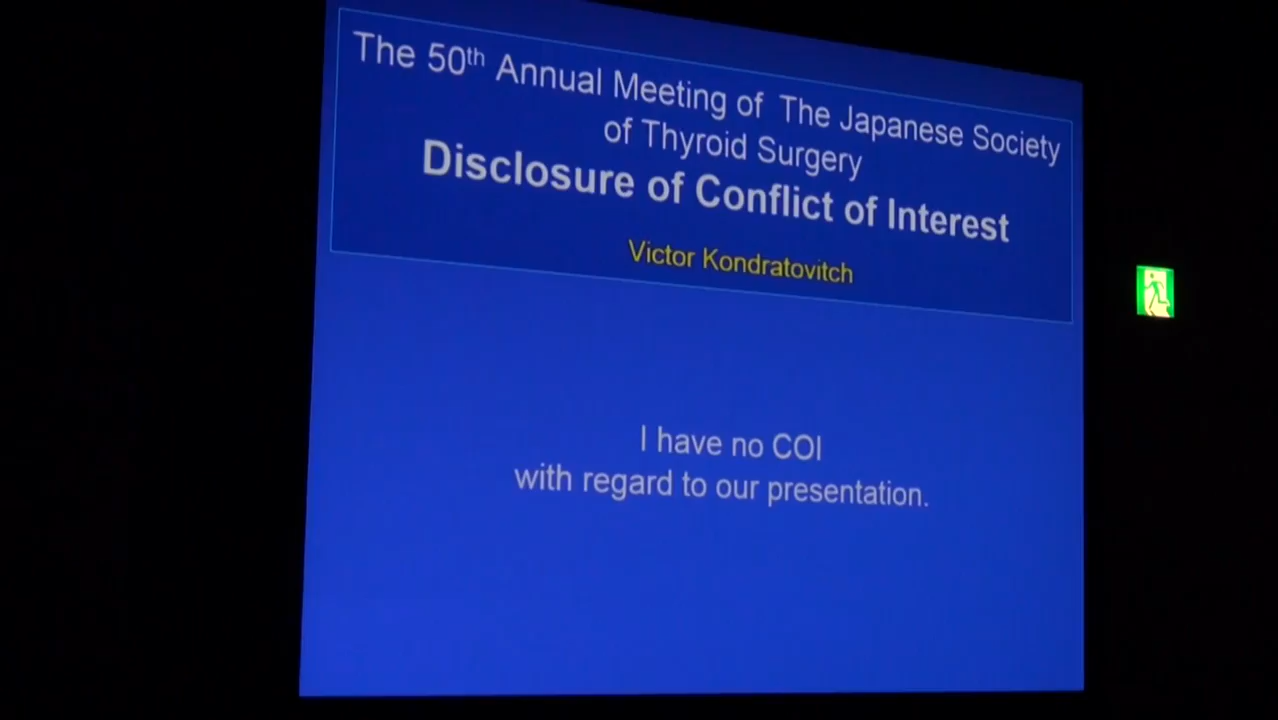 The 50th Annual Meeting of The Japanese Society
of Thyroid Surgery
Disclosure of Conflict of Interest
Victor Kondratovitch
I have no COI
with regard to our presentation.